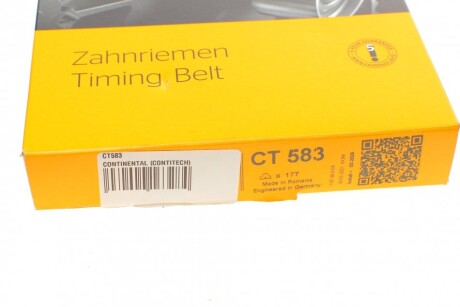 Zahnriemen
Timing Belt
CT583
CONTINENTAL (CONTITECH)
CT 583
177
Made in Romania
Engineered in Germany